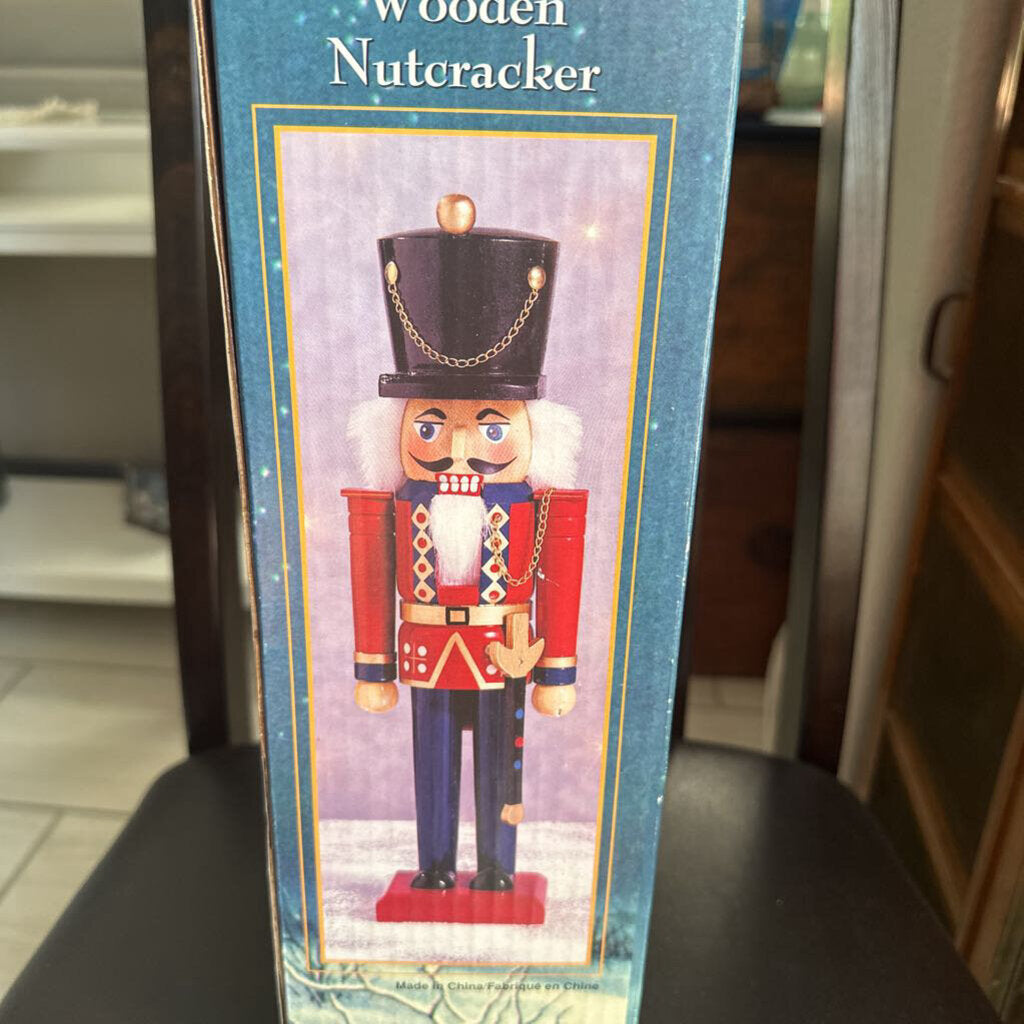 Wooden
Nutcracker
Made in China/Fabriqué en Chine